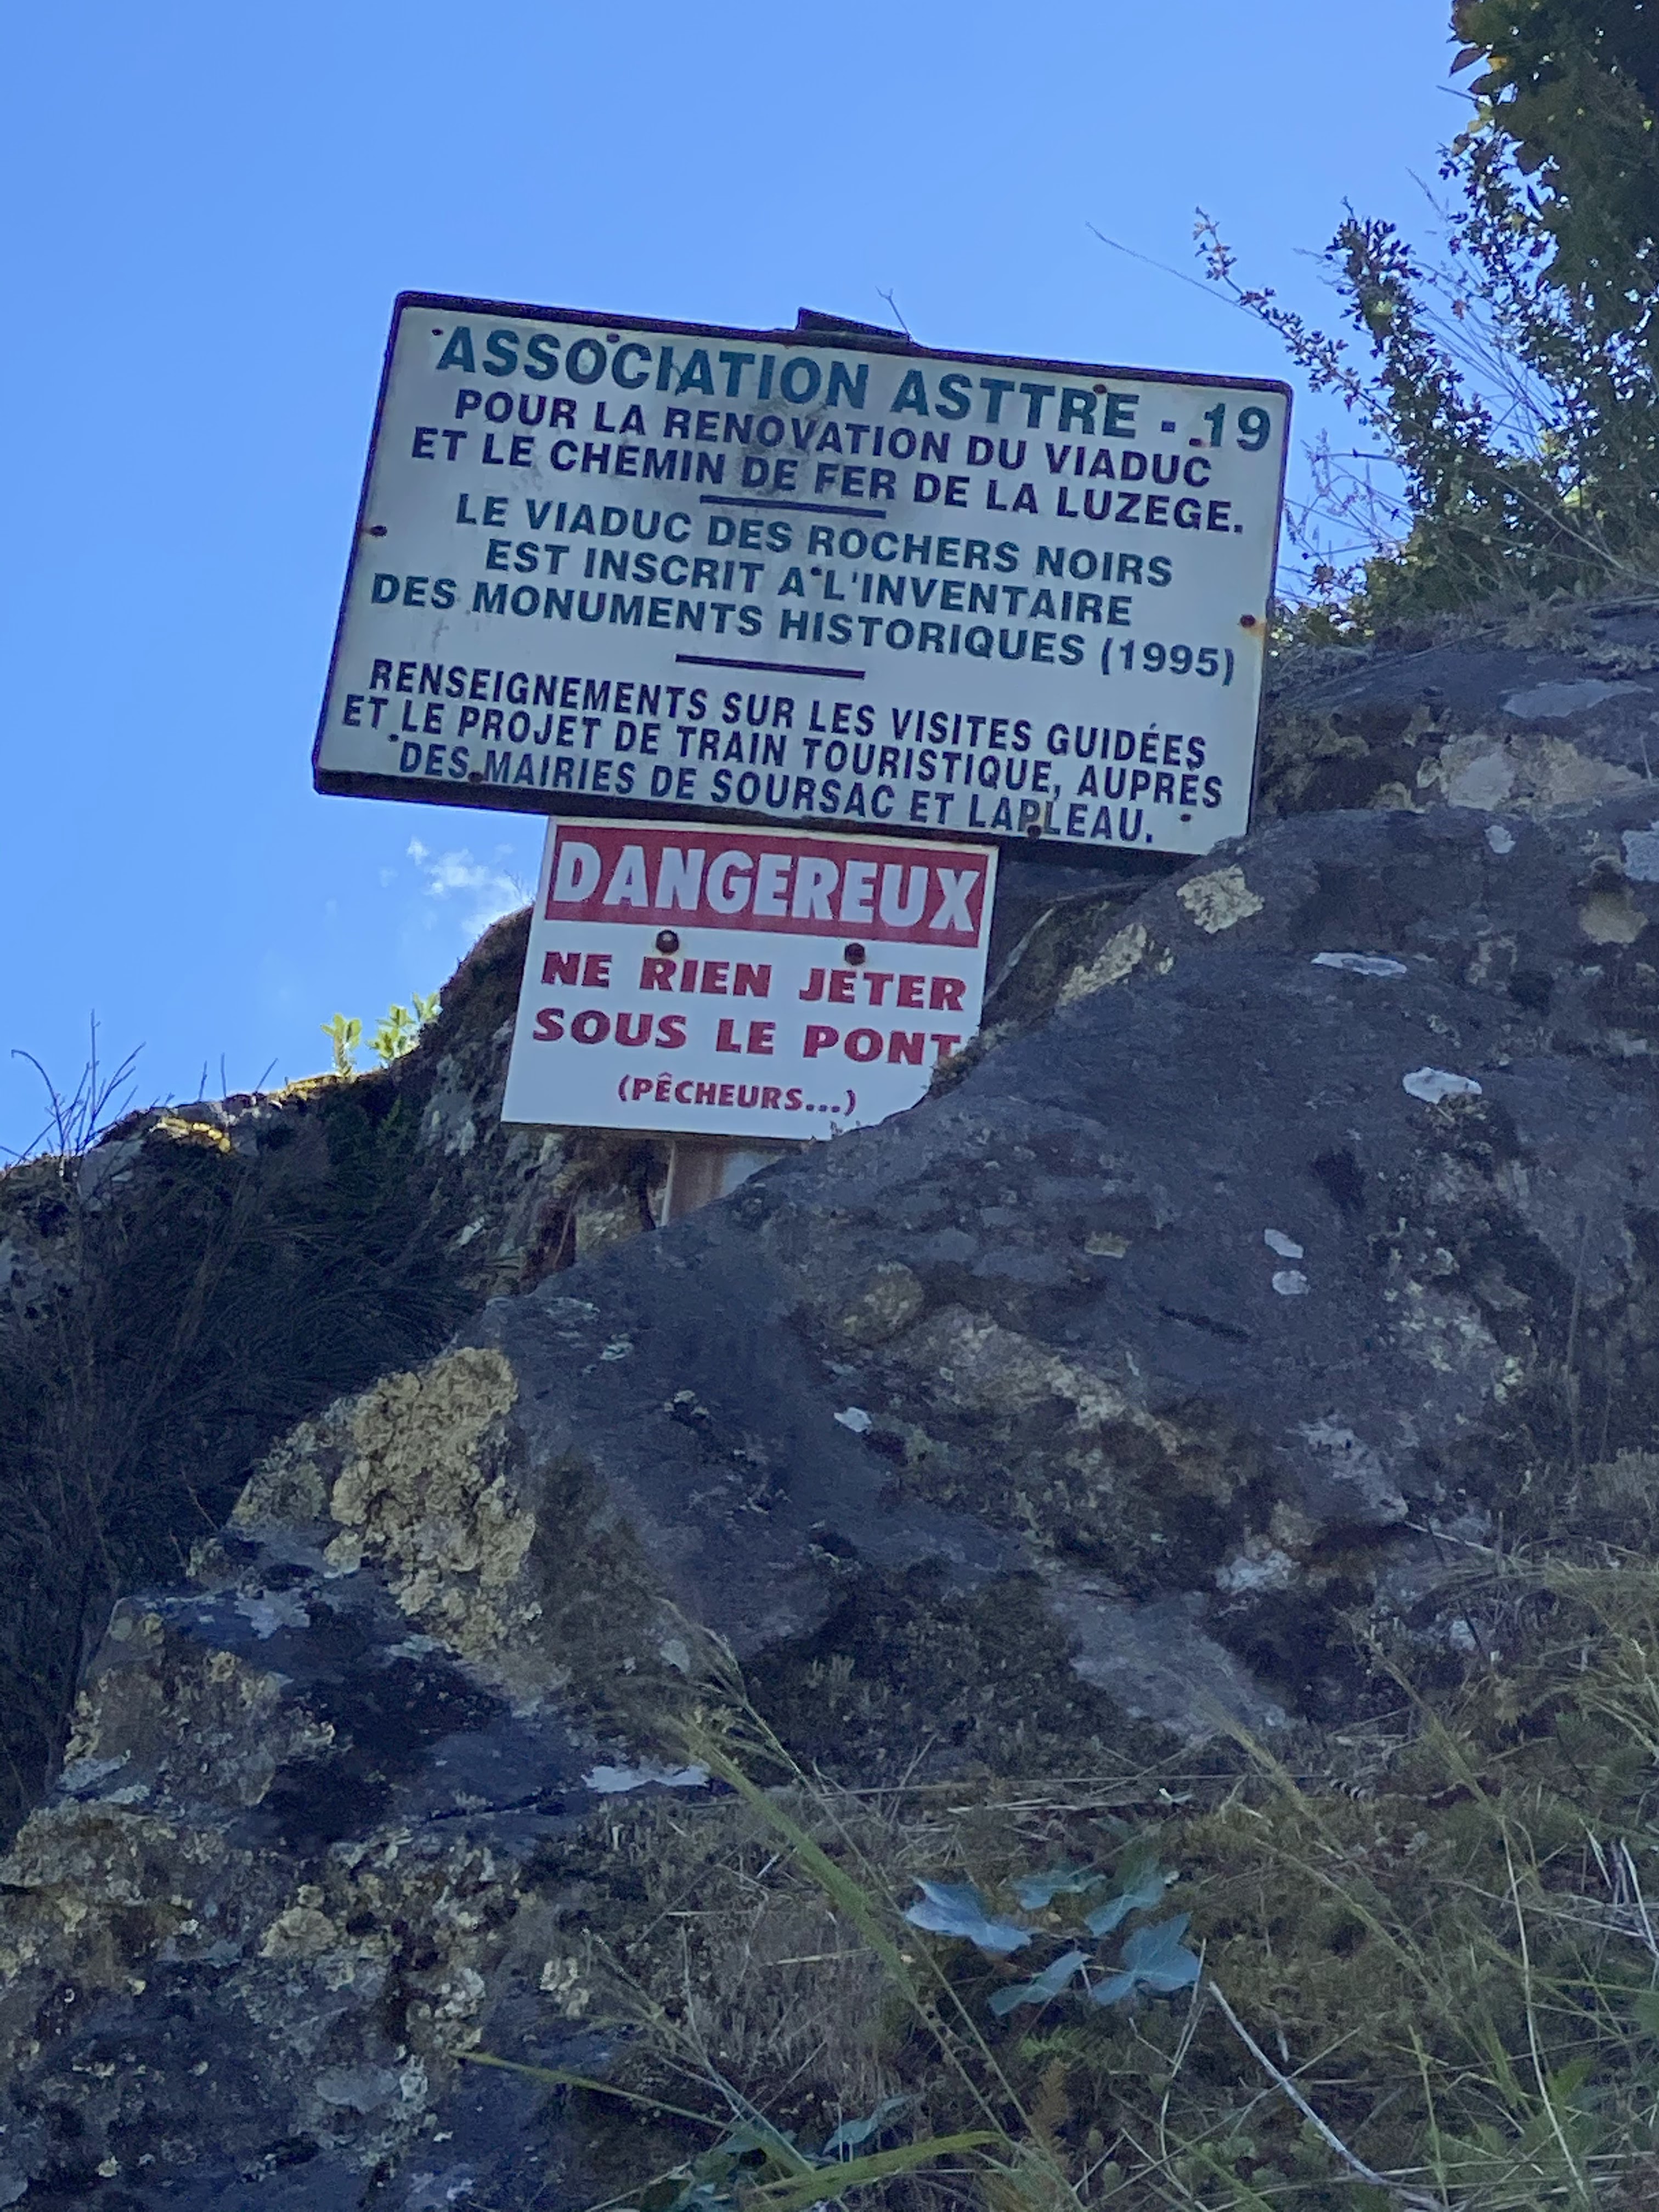 ASSOCIATION ASTTRE - 19
POUR LA RENOVATION DU VIADUC
ET LE CHEMIN DE FER DE LA LUZEGE.
LE VIADUC DES ROCHERS NOIRS
EST INSCRIT A L'INVENTAIRE
DES MONUMENTS HISTORIQUES (1995)
RENSEIGNEMENTS SUR LES VISITES GUIDÉES
ET LE PROJET DE TRAIN TOURISTIQUE, AUPRÈS
DES MAIRIES DE SOURSAC ET LAPLEAU.
DANGEREUX
NE RIEN JETER
SOUS LE PONT
(PÊCHEURS...)